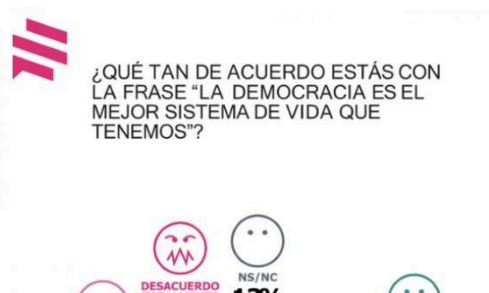 ¿QUÉ TAN DE ACUERDO ESTÁS CON
LA FRASE “LA DEMOCRACIA ES EL
MEJOR SISTEMA DE VIDA QUE
TENEMOS”?
NS/NC
DESACUERDO
12%